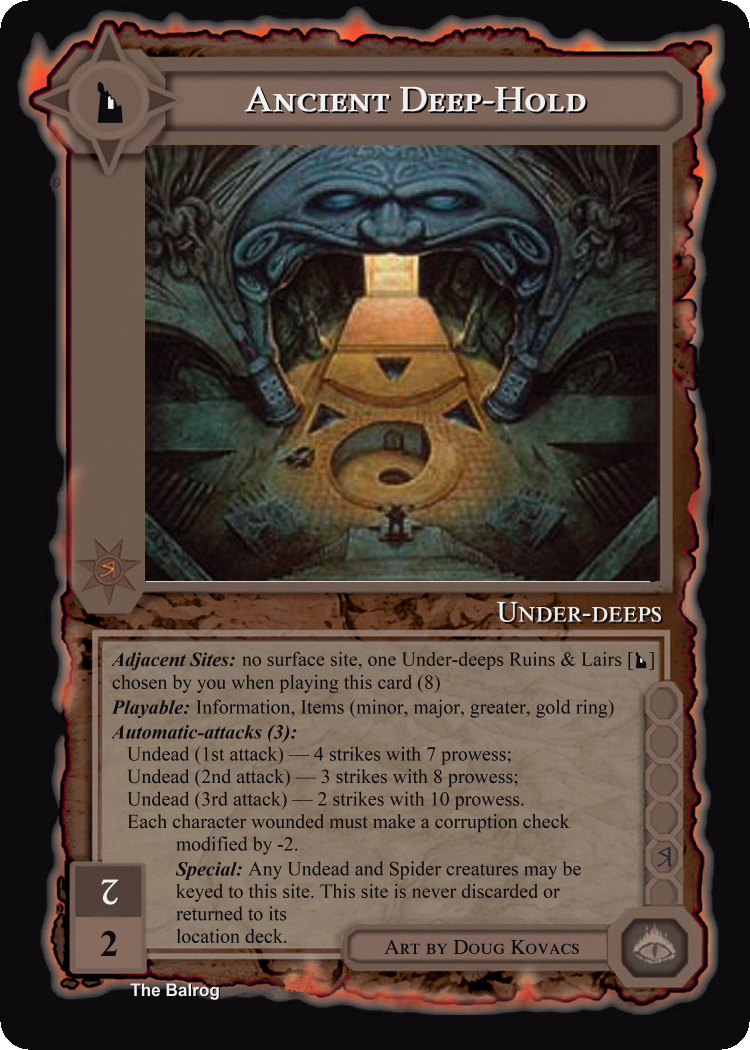 Ancient Deep-Hold
Under-deeps
Adjacent Sites: no surface site, one Under-deeps Ruins & Lairs [ ]
chosen by you when playing this card (8)
Playable: Information, Items (minor, major, greater, gold ring)
Automatic-attacks (3):
Undead (1st attack) — 4 strikes with 7 prowess;
Undead (2nd attack) — 3 strikes with 8 prowess;
Undead (3rd attack) — 2 strikes with 10 prowess.
Each character wounded must make a corruption check
modified by -2.
Special: Any Undead and Spider creatures may be
keyed to this site. This site is never discarded or
returned to its
location deck.
2
2
Art by Doug Kovacs
The Balrog